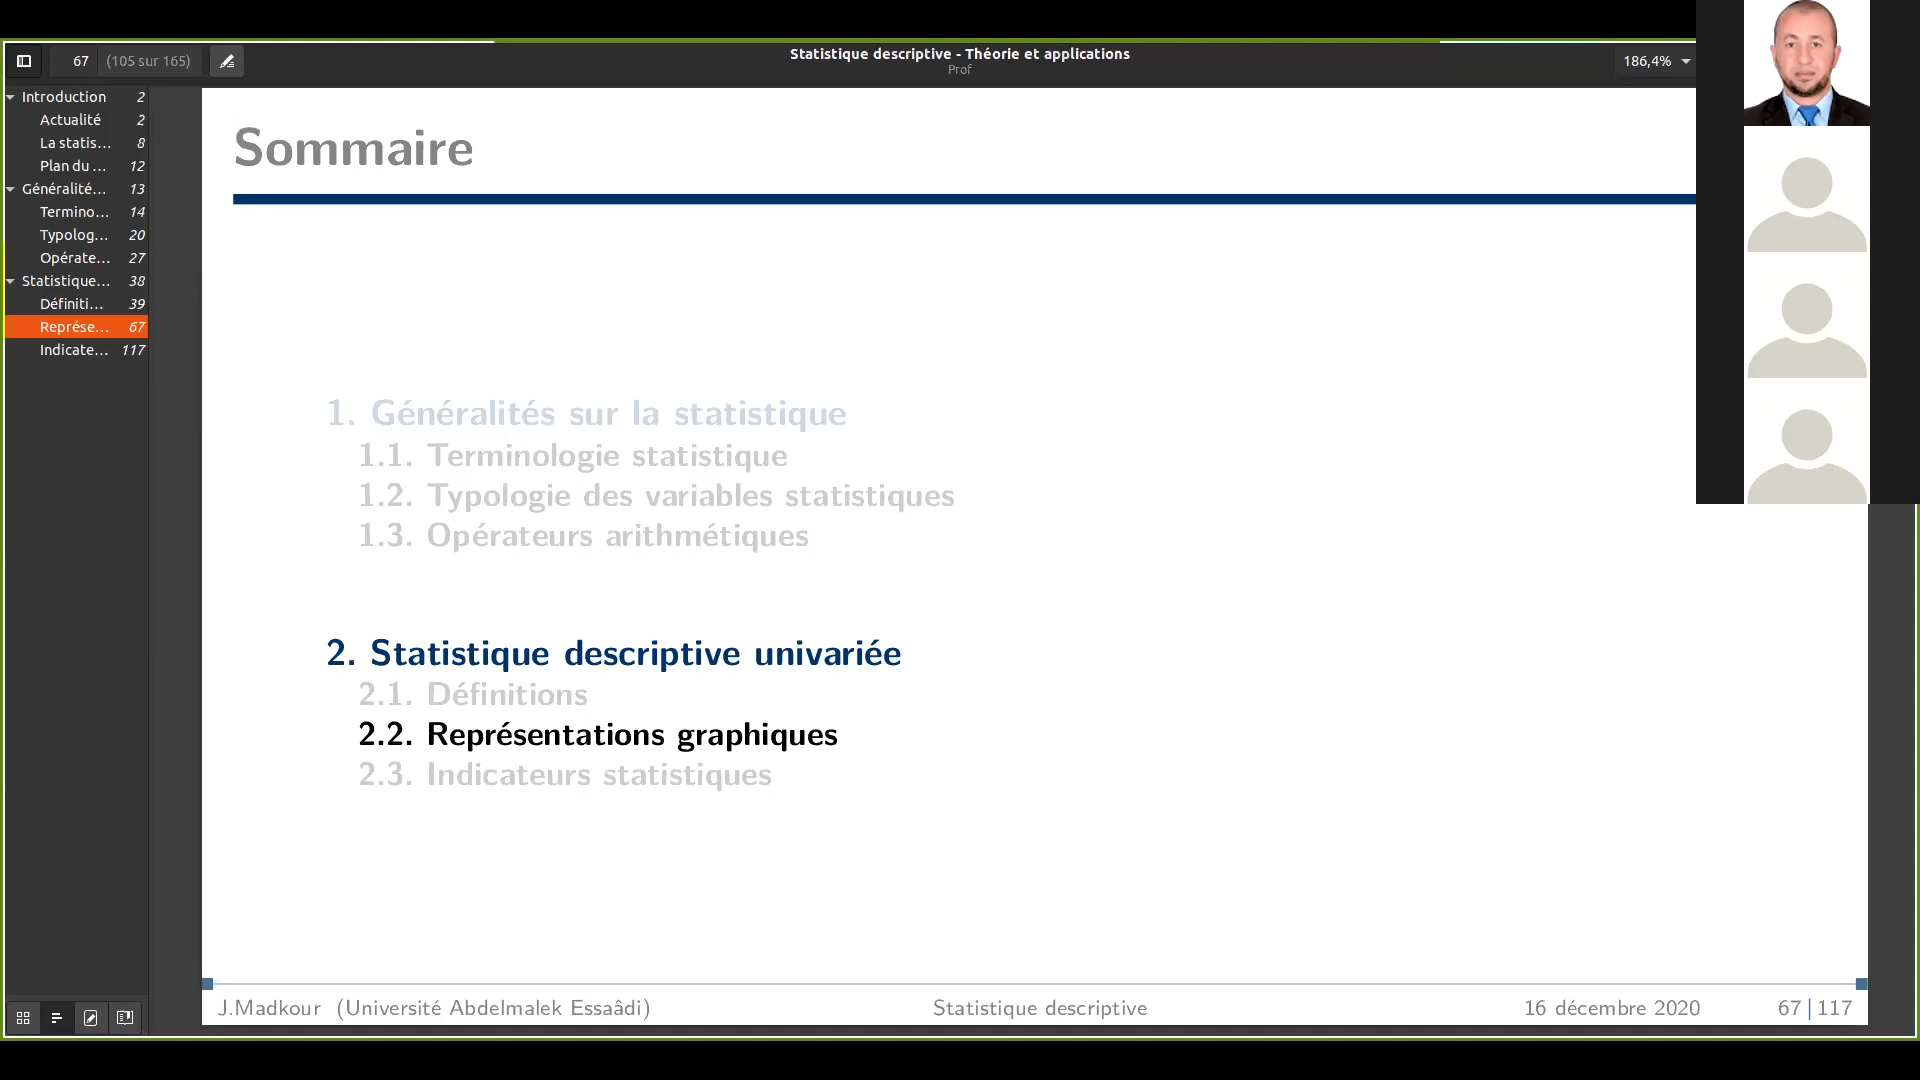 67 (105 sur 165)
Statistique descriptive - Théorie et applications
Prof
186,4%
Introduction 2
Actualité 2
La statis... 8
Plan du ... 12
Généralité... 13
Termino... 14
Typolog... 20
Opérate... 27
Statistique... 38
Définiti... 39
Représe... 67
Indicate... 117
Sommaire
1. Généralités sur la statistique
1.1. Terminologie statistique
1.2. Typologie des variables statistiques
1.3. Opérateurs arithmétiques
2. Statistique descriptive univariée
2.1. Définitions
2.2. Représentations graphiques
2.3. Indicateurs statistiques
J.Madkour (Université Abdelmalek Essaâdi) Statistique descriptive 16 décembre 2020 67 | 117